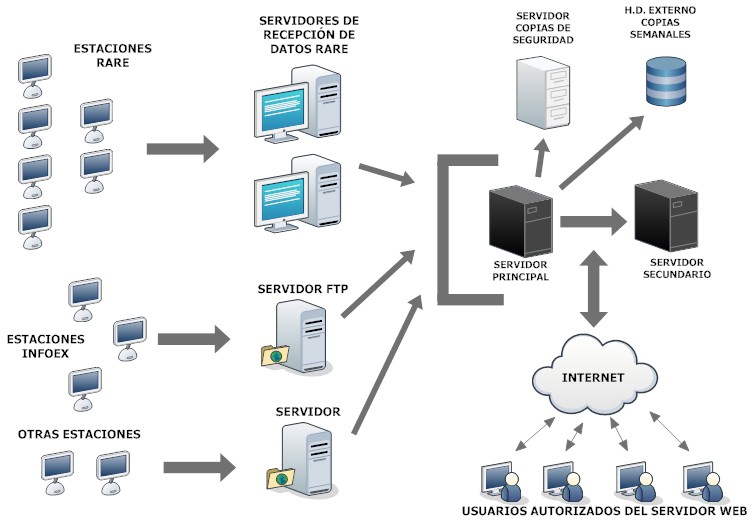 ESTACIONES
RARE
SERVIDORES DE
RECEPCIÓN DE
DATOS RARE
SERVIDOR
COPIAS DE
SEGURIDAD
H.D. EXTERNO
COPIAS
SEMANALES
SERVIDOR
PRINCIPAL
SERVIDOR
SECUNDARIO
ESTACIONES
INFOEX
SERVIDOR FTP
INTERNET
OTRAS ESTACIONES
SERVIDOR
USUARIOS AUTORIZADOS DEL SERVIDOR WEB